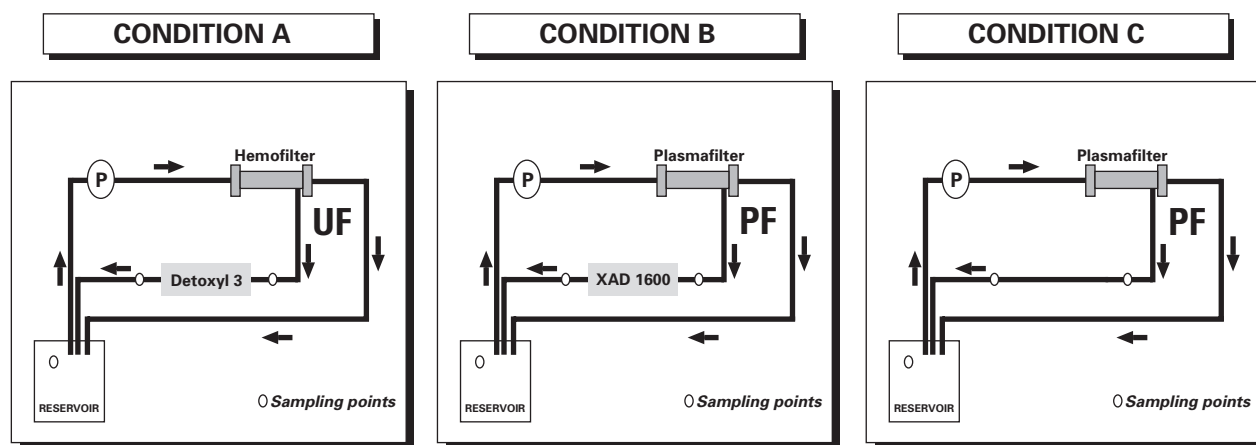 CONDITION A
Hemofilter
P
UF
Detoxyl 3
RESERVOIR
Sampling points
CONDITION B
Plasmafilter
P
PF
XAD 1600
RESERVOIR
Sampling points
CONDITION C
Plasmafilter
P
PF
RESERVOIR
Sampling points